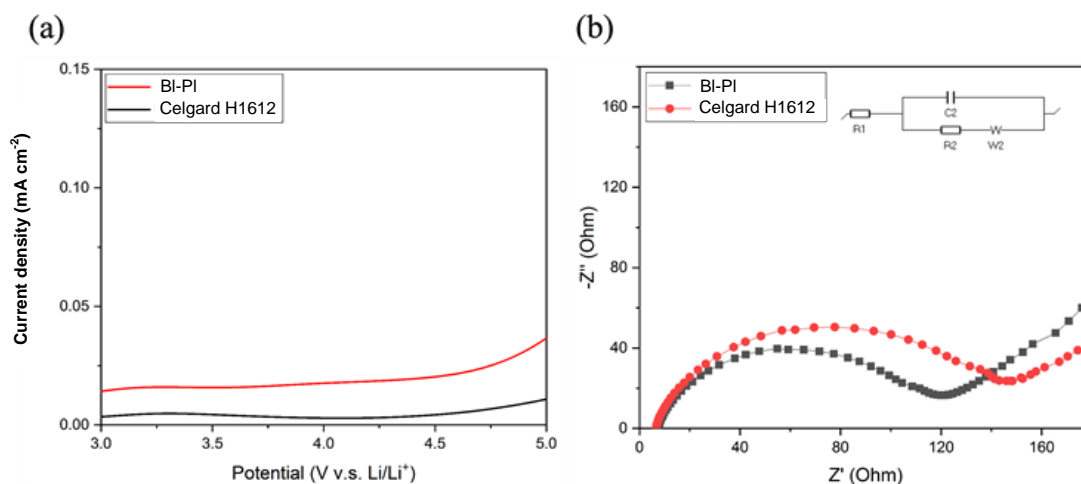 (a)
BI-PI
Celgard H1612
0.15
0.10
0.05
0.00
Current density (mA cm⁻²)
3.0 3.5 4.0 4.5 5.0
Potential (V v.s. Li/Li⁺)
(b)
BI-PI
Celgard H1612
R1
C2
R2
W
W2
160
120
80
40
0
-Z'' (Ohm)
0 40 80 120 160
Z' (Ohm)